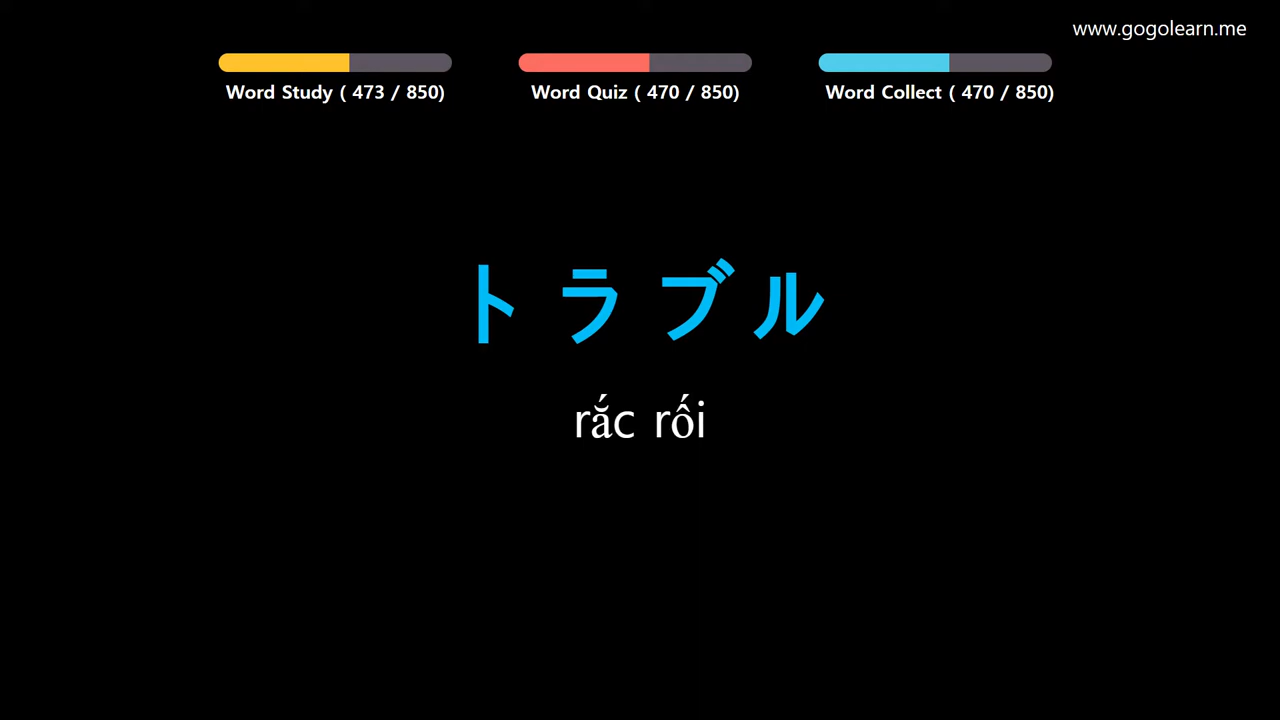 www.gogolearn.me
Word Study ( 473 / 850)
Word Quiz ( 470 / 850)
Word Collect ( 470 / 850)
トラブル
rắc rối